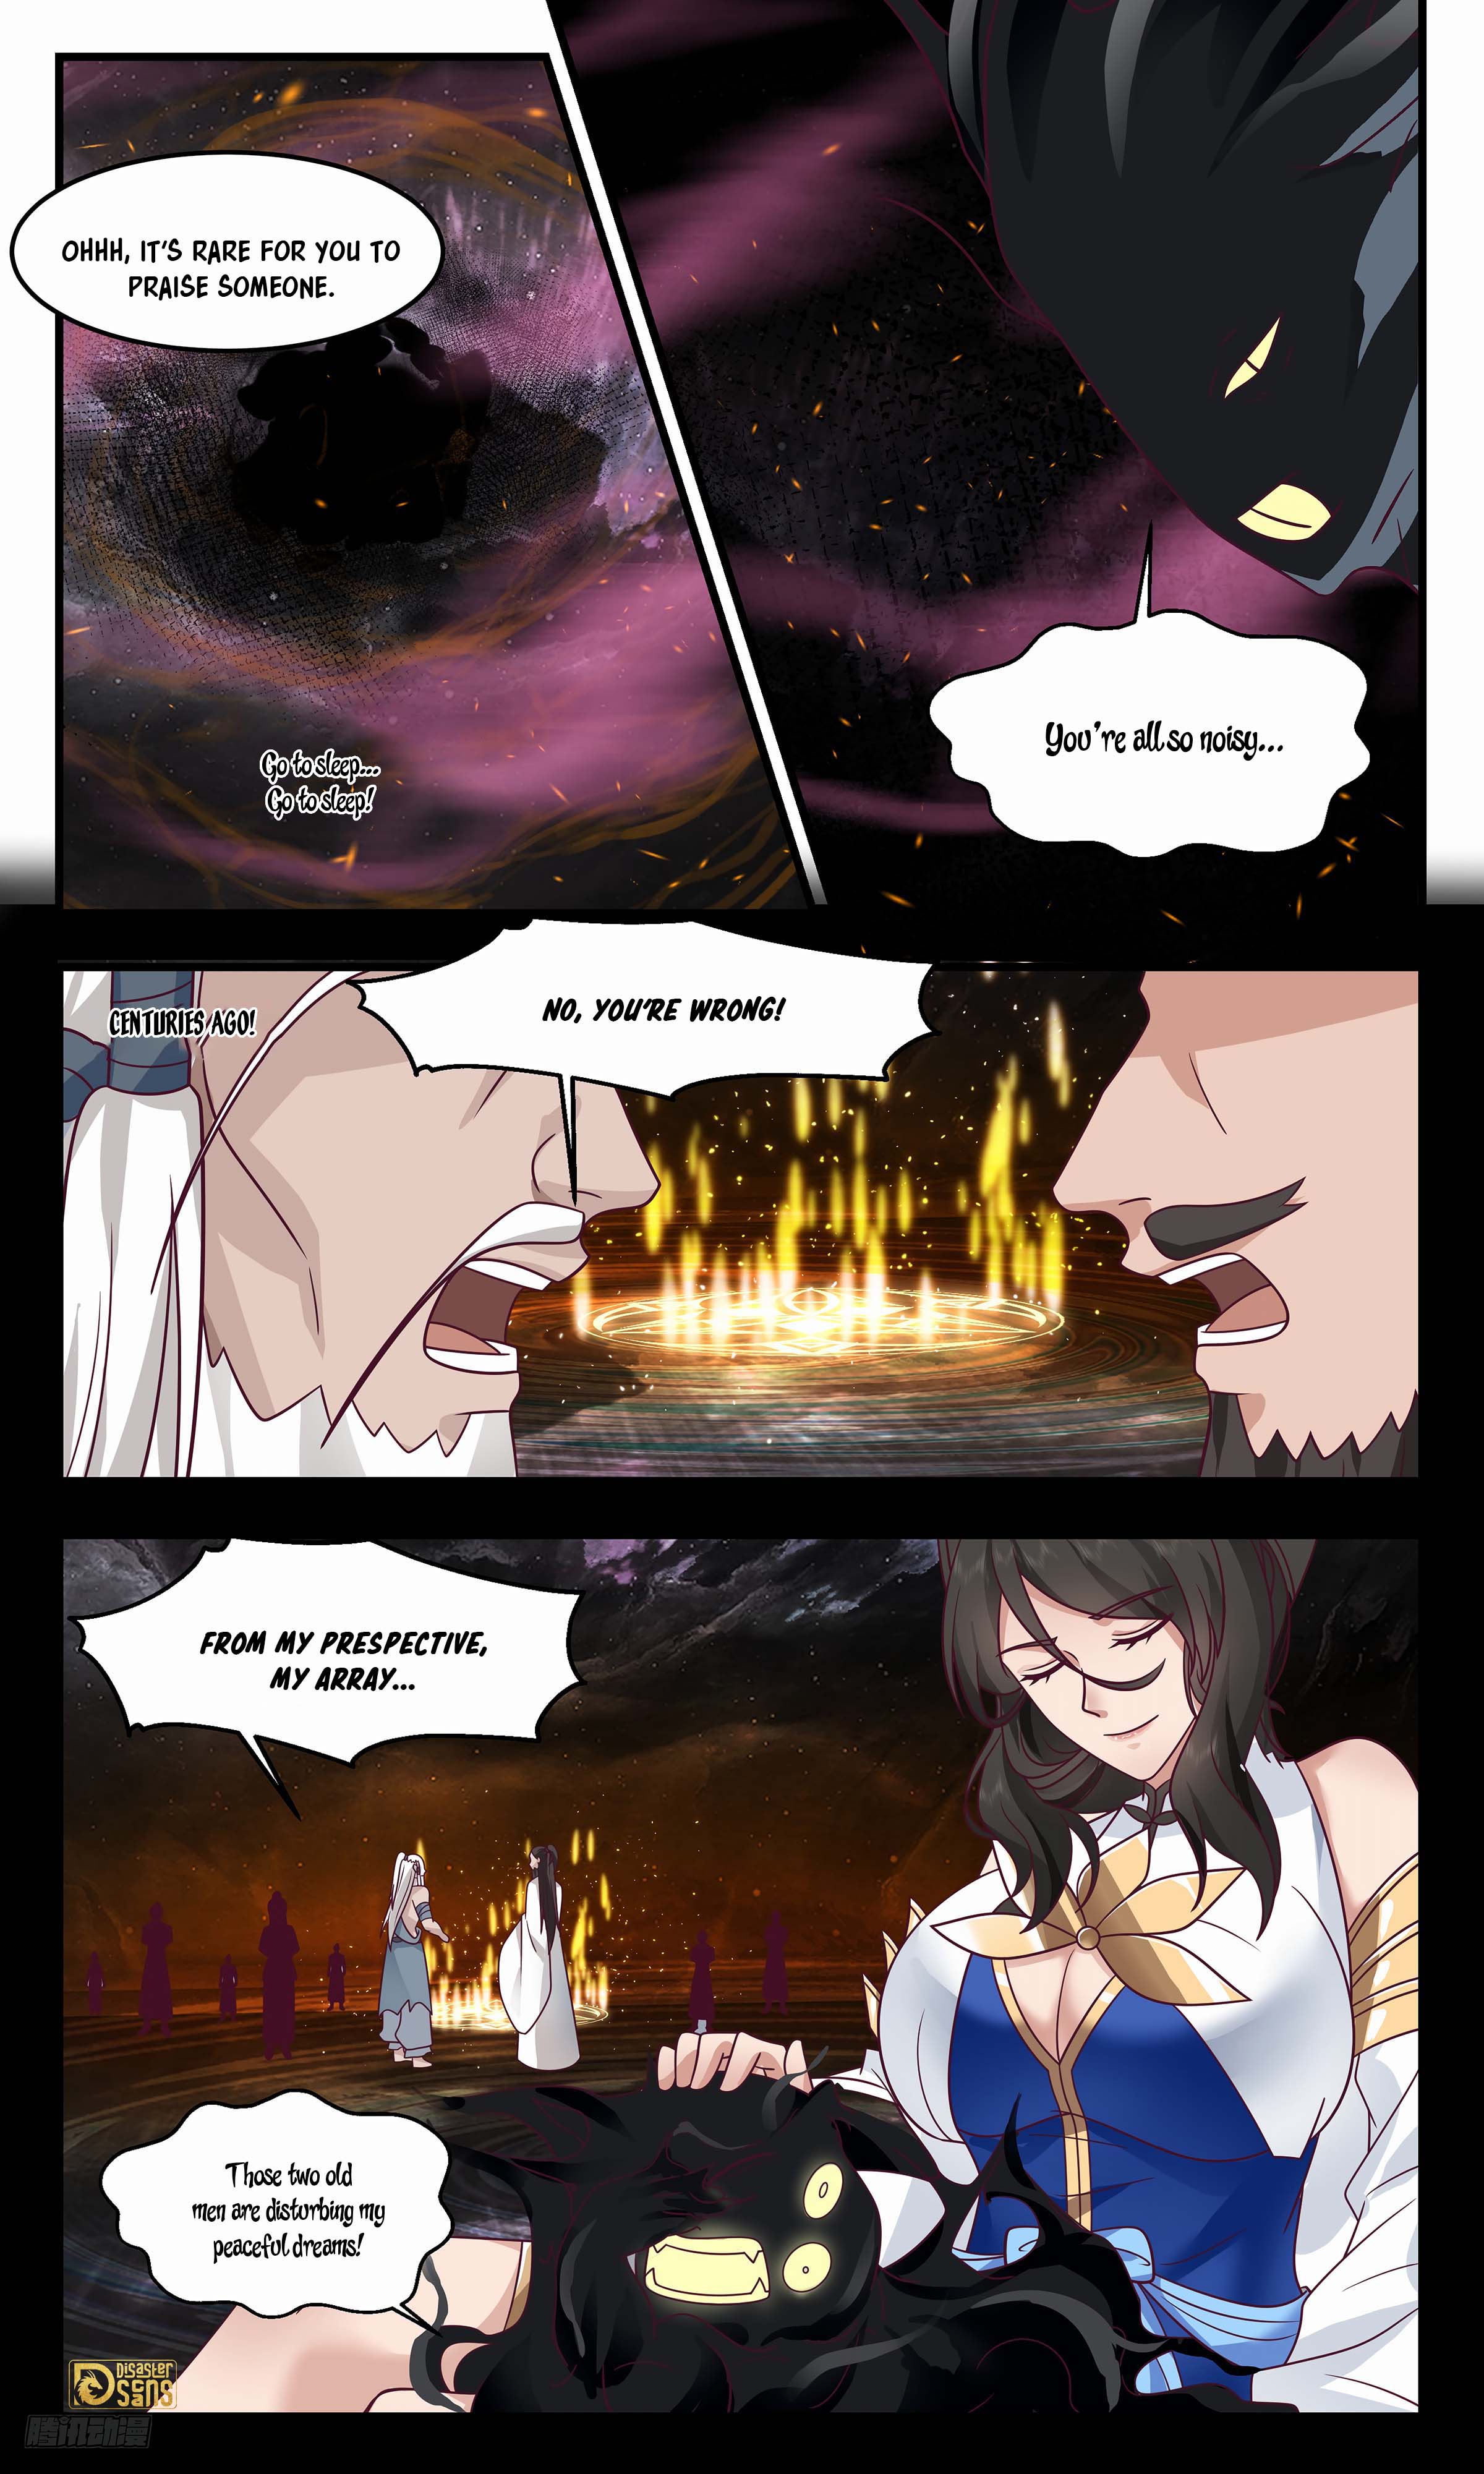 OHHH, IT'S RARE FOR YOU TO
PRAISE SOMEONE.
Go to sleep...
Go to sleep!
You're all so noisy...
CENTURIES AGO!
NO, YOU'RE WRONG!
FROM MY PRESPECTIVE,
MY ARRAY...
Those two old
men are disturbing my
peaceful dreams!
DISASTER
SCANS
腾讯动漫